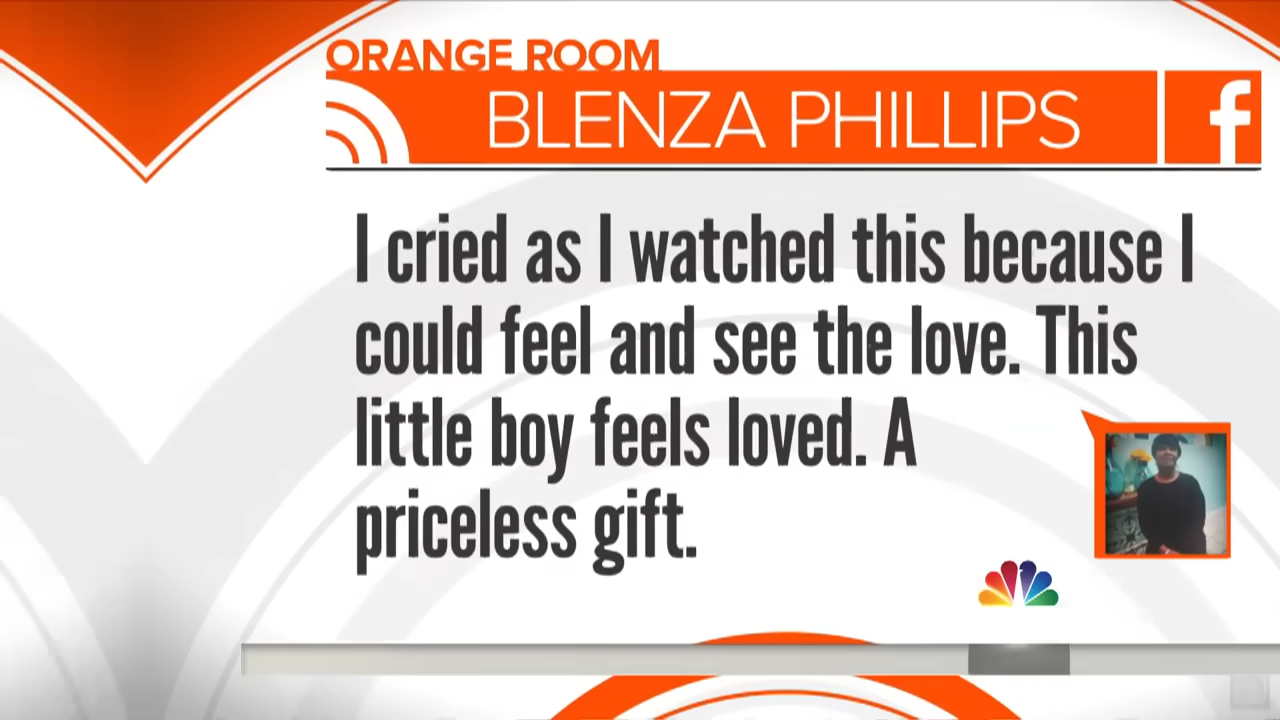 ORANGE ROOM
BLENZA PHILLIPS f
I cried as I watched this because I
could feel and see the love. This
little boy feels loved. A
priceless gift.